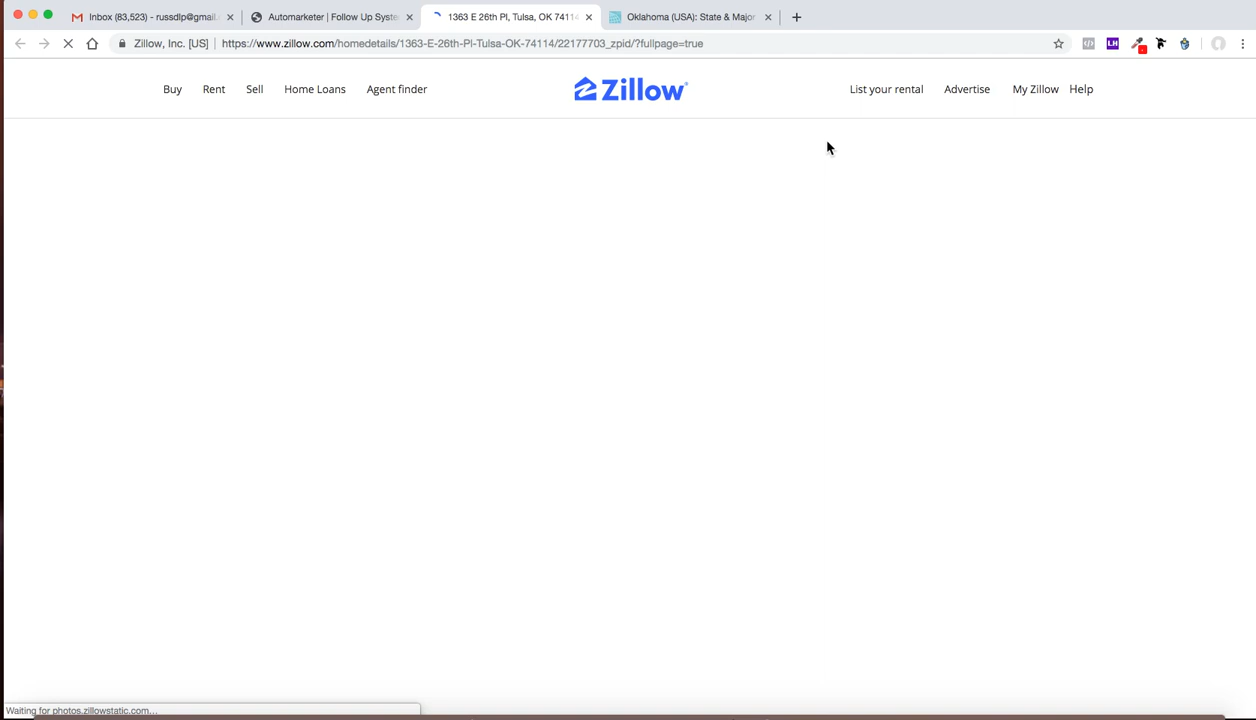 Inbox (83,523) - russdlp@gmail.
Automarketer | Follow Up Syste
1363 E 26th Pl, Tulsa, OK 74114
Oklahoma (USA): State & Major
Zillow, Inc. [US] | https://www.zillow.com/homedetails/1363-E-26th-Pl-Tulsa-OK-74114/22177703_zpid/?fullpage=true
LH
Buy Rent Sell Home Loans Agent finder Zillow List your rental Advertise My Zillow Help
Waiting for photos.zillowstatic.com...